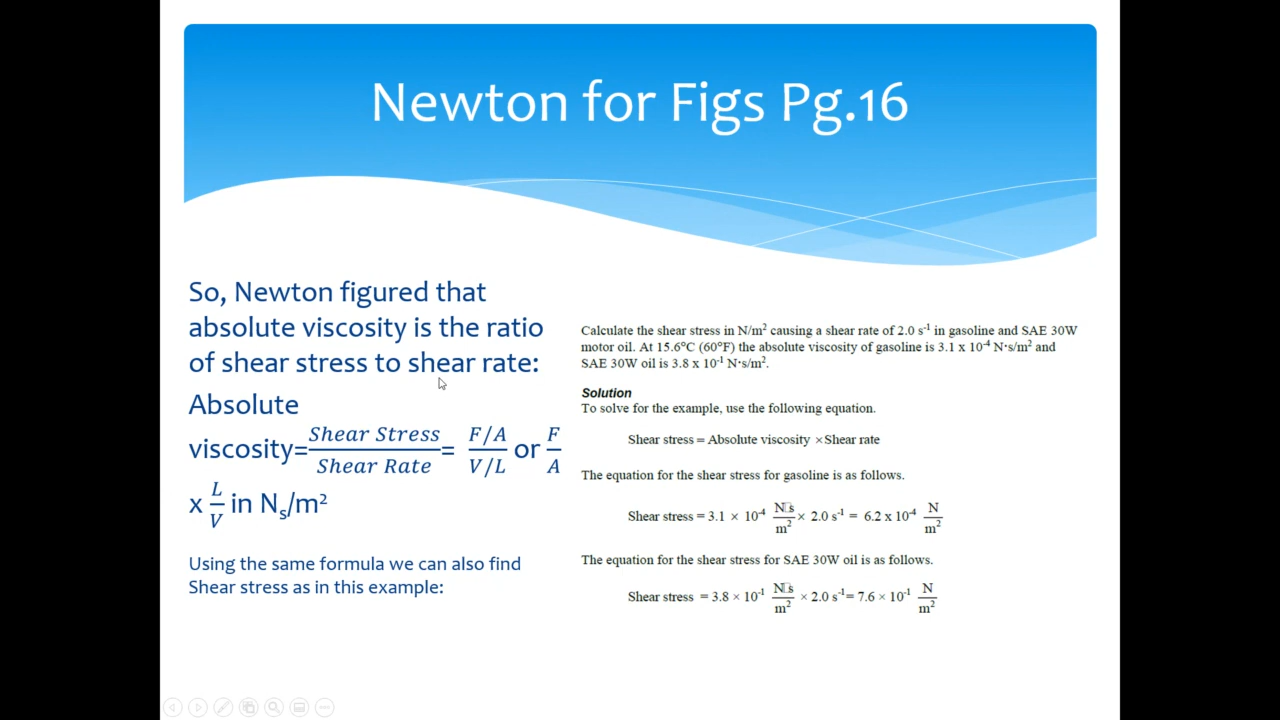 Newton for Figs Pg.16
So, Newton figured that
absolute viscosity is the ratio
of shear stress to shear rate:
Absolute
viscosity=Shear Stress/Shear Rate= F/A/V/L or F/A
x L/V in Nₛ/m²
Using the same formula we can also find
Shear stress as in this example:
Calculate the shear stress in N/m² causing a shear rate of 2.0 s⁻¹ in gasoline and SAE 30W
motor oil. At 15.6°C (60°F) the absolute viscosity of gasoline is 3.1 x 10⁻⁴ N·s/m² and
SAE 30W oil is 3.8 x 10⁻¹ N·s/m².
Solution
To solve for the example, use the following equation.
Shear stress = Absolute viscosity ×Shear rate
The equation for the shear stress for gasoline is as follows.
Shear stress = 3.1 × 10⁻⁴ N▯s/m² × 2.0 s⁻¹ = 6.2 x 10⁻⁴ N/m²
The equation for the shear stress for SAE 30W oil is as follows.
Shear stress = 3.8 × 10⁻¹ N▯s/m² × 2.0 s⁻¹= 7.6 × 10⁻¹ N/m²